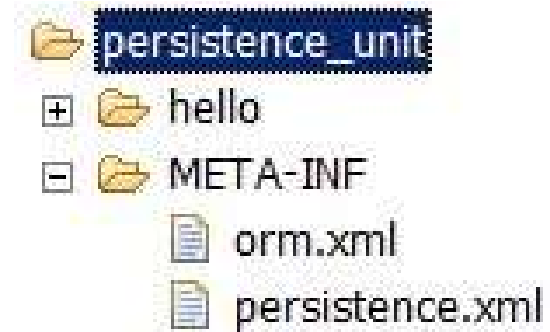 persistence_unit
hello
META-INF
orm.xml
persistence.xml